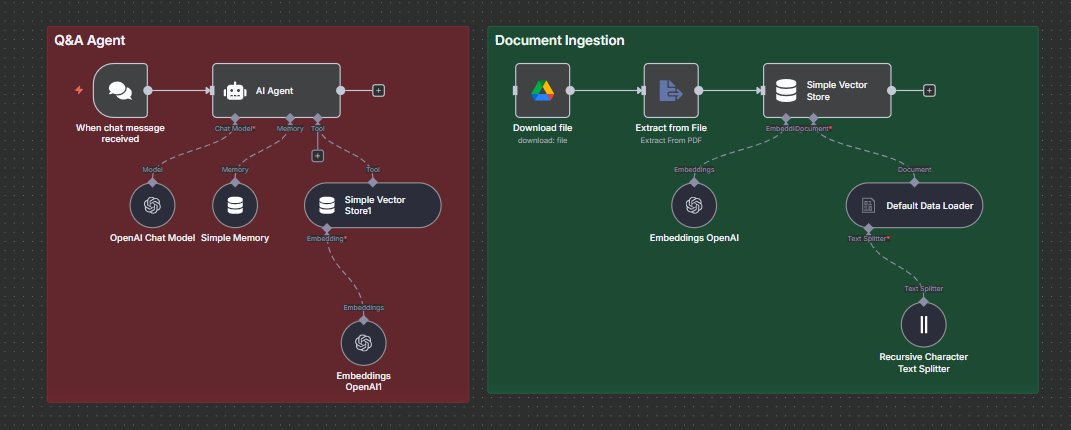 Q&A Agent
When chat message
received
AI Agent
Chat Model*
Memory
Tool
Model
Memory
Tool
OpenAI Chat Model
Simple Memory
Simple Vector
Store1
Embedding*
Embeddings
Embeddings
OpenAI1
Document Ingestion
Download file
download: file
Extract from File
Extract From PDF
Simple Vector
Store
EmbeddiDocument*
Embeddings
Document
Embeddings OpenAI
Default Data Loader
Text Splitter*
Text Splitter
Recursive Character
Text Splitter